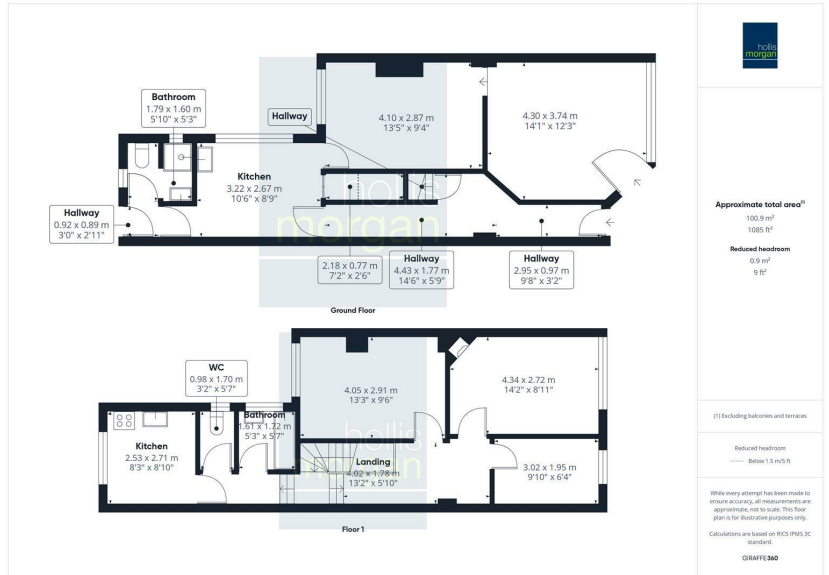 hollis
morgan
Bathroom
1.79 x 1.60 m
5'10" x 5'3"
Hallway
4.10 x 2.87 m
13'5" x 9'4"
4.30 x 3.74 m
14'1" x 12'3"
Kitchen
3.22 x 2.67 m
10'6" x 8'9"
Hallway
0.92 x 0.89 m
3'0" x 2'11"
hollis
morgan
2.18 x 0.77 m
7'2" x 2'6"
Hallway
4.43 x 1.77 m
14'6" x 5'9"
Hallway
2.95 x 0.97 m
9'8" x 3'2"
Ground Floor
WC
0.98 x 1.70 m
3'2" x 5'7"
4.05 x 2.91 m
13'3" x 9'6"
4.34 x 2.72 m
14'2" x 8'11"
Bathroom
1.61 x 1.72 m
5'3" x 5'7"
Kitchen
2.53 x 2.71 m
8'3" x 8'10"
hollis
morgan
Landing
4.02 x 1.78 m
13'2" x 5'10"
3.02 x 1.95 m
9'10" x 6'4"
Floor 1
Approximate total area(1)
100.9 m²
1085 ft²
Reduced headroom
0.9 m²
9 ft²
(1) Excluding balconies and terraces
Reduced headroom
------- Below 1.5 m/5 ft
While every attempt has been made to
ensure accuracy, all measurements are
approximate, not to scale. This floor
plan is for illustrative purposes only.
Calculations are based on RICS IPMS 3C
standard.
GIRAFFE360